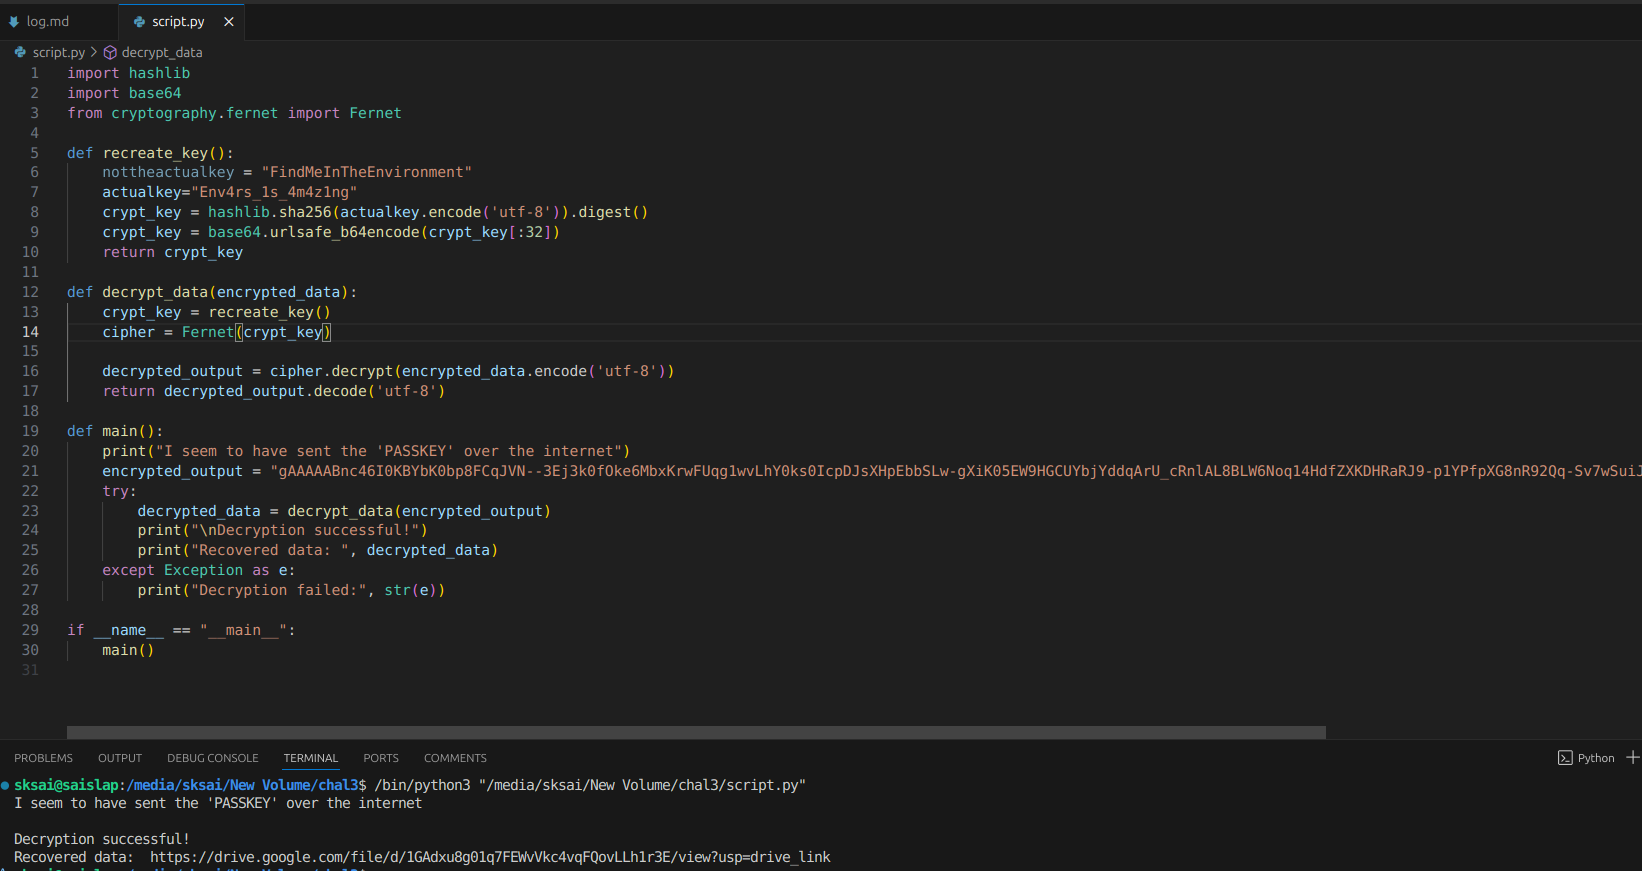 log.md
script.py
script.py > decrypt_data
1 import hashlib
2 import base64
3 from cryptography.fernet import Fernet
4
5 def recreate_key():
6 nottheactualkey = "FindMeInTheEnvironment"
7 actualkey="Env4rs_1s_4m4z1ng"
8 crypt_key = hashlib.sha256(actualkey.encode('utf-8')).digest()
9 crypt_key = base64.urlsafe_b64encode(crypt_key[:32])
10 return crypt_key
11
12 def decrypt_data(encrypted_data):
13 crypt_key = recreate_key()
14 cipher = Fernet(crypt_key)
15
16 decrypted_output = cipher.decrypt(encrypted_data.encode('utf-8'))
17 return decrypted_output.decode('utf-8')
18
19 def main():
20 print("I seem to have sent the 'PASSKEY' over the internet")
21 encrypted_output = "gAAAAABnc46I0KBYbK0bp8FCqJVN--3Ej3k0fOke6MbxKrwFUqg1wvLhY0ks0IcpDJsXHpEbbSLw-gXiK05EW9HGCUYbjYddqArU_cRnlAL8BLW6Noq14HdfZXKDHRaRJ9-p1YPfpXG8nR92Qq-Sv7wSuiJ
22 try:
23 decrypted_data = decrypt_data(encrypted_output)
24 print("\nDecryption successful!")
25 print("Recovered data: ", decrypted_data)
26 except Exception as e:
27 print("Decryption failed:", str(e))
28
29 if __name__ == "__main__":
30 main()
31
PROBLEMS OUTPUT DEBUG CONSOLE TERMINAL PORTS COMMENTS Python
sksai@saislap:/media/sksai/New Volume/chal3$ /bin/python3 "/media/sksai/New Volume/chal3/script.py"
I seem to have sent the 'PASSKEY' over the internet
Decryption successful!
Recovered data:  https://drive.google.com/file/d/1GAdxu8g01q7FEWvVkc4vqFQovLLh1r3E/view?usp=drive_link